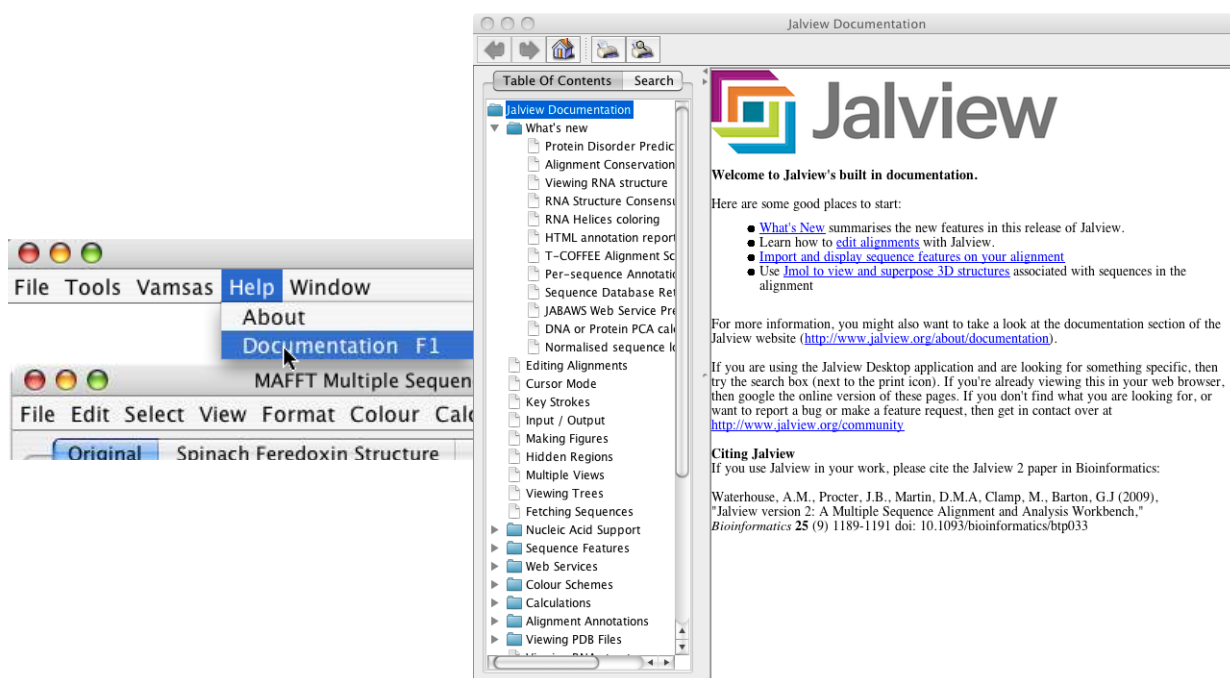 File Tools Vamsas Help Window
About
Documentation F1
MAFFT Multiple Sequen
File Edit Select View Format Colour Calc
Original Spinach Feredoxin Structure
Jalview Documentation
Table Of Contents Search
Jalview Documentation
What's new
Protein Disorder Predic
Alignment Conservation
Viewing RNA structure
RNA Structure Consensu
RNA Helices coloring
HTML annotation report
T-COFFEE Alignment Sc
Per-sequence Annotatio
Sequence Database Ret
JABAWS Web Service Pre
DNA or Protein PCA calc
Normalised sequence lo
Editing Alignments
Cursor Mode
Key Strokes
Input / Output
Making Figures
Hidden Regions
Multiple Views
Viewing Trees
Fetching Sequences
Nucleic Acid Support
Sequence Features
Web Services
Colour Schemes
Calculations
Alignment Annotations
Viewing PDB Files
Jalview
Welcome to Jalview's built in documentation.
Here are some good places to start:
What's New summarises the new features in this release of Jalview.
Learn how to edit alignments with Jalview.
Import and display sequence features on your alignment
Use Jmol to view and superpose 3D structures associated with sequences in the
alignment
For more information, you might also want to take a look at the documentation section of the
Jalview website (http://www.jalview.org/about/documentation).
If you are using the Jalview Desktop application and are looking for something specific, then
try the search box (next to the print icon). If you're already viewing this in your web browser,
then google the online version of these pages. If you don't find what you are looking for, or
want to report a bug or make a feature request, then get in contact over at
http://www.jalview.org/community
Citing Jalview
If you use Jalview in your work, please cite the Jalview 2 paper in Bioinformatics:
Waterhouse, A.M., Procter, J.B., Martin, D.M.A, Clamp, M., Barton, G.J (2009),
"Jalview version 2: A Multiple Sequence Alignment and Analysis Workbench,"
Bioinformatics 25 (9) 1189-1191 doi: 10.1093/bioinformatics/btp033